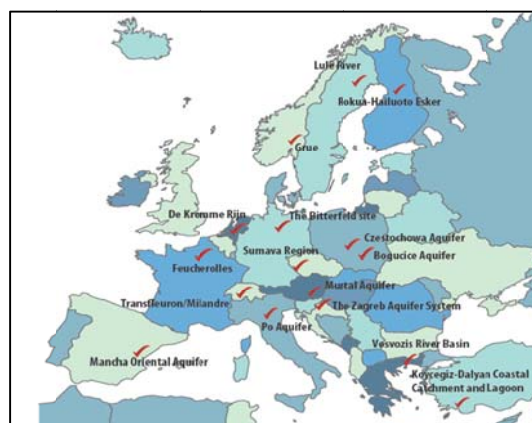 Lule River
Rokua-Hailuoto Esker
Grue
De Kromme Rijn
The Bitterfeld site
Czestochowa Aquifer
Sumava Region
Bogucice Aquifer
Feucherolles
Murtal Aquifer
Transfleuron/Milandre
The Zagreb Aquifer System
Po Aquifer
Vosvozis River Basin
Mancha Oriental Aquifer
Koycegiz-Dalyan Coastal
Catchment and Lagoon